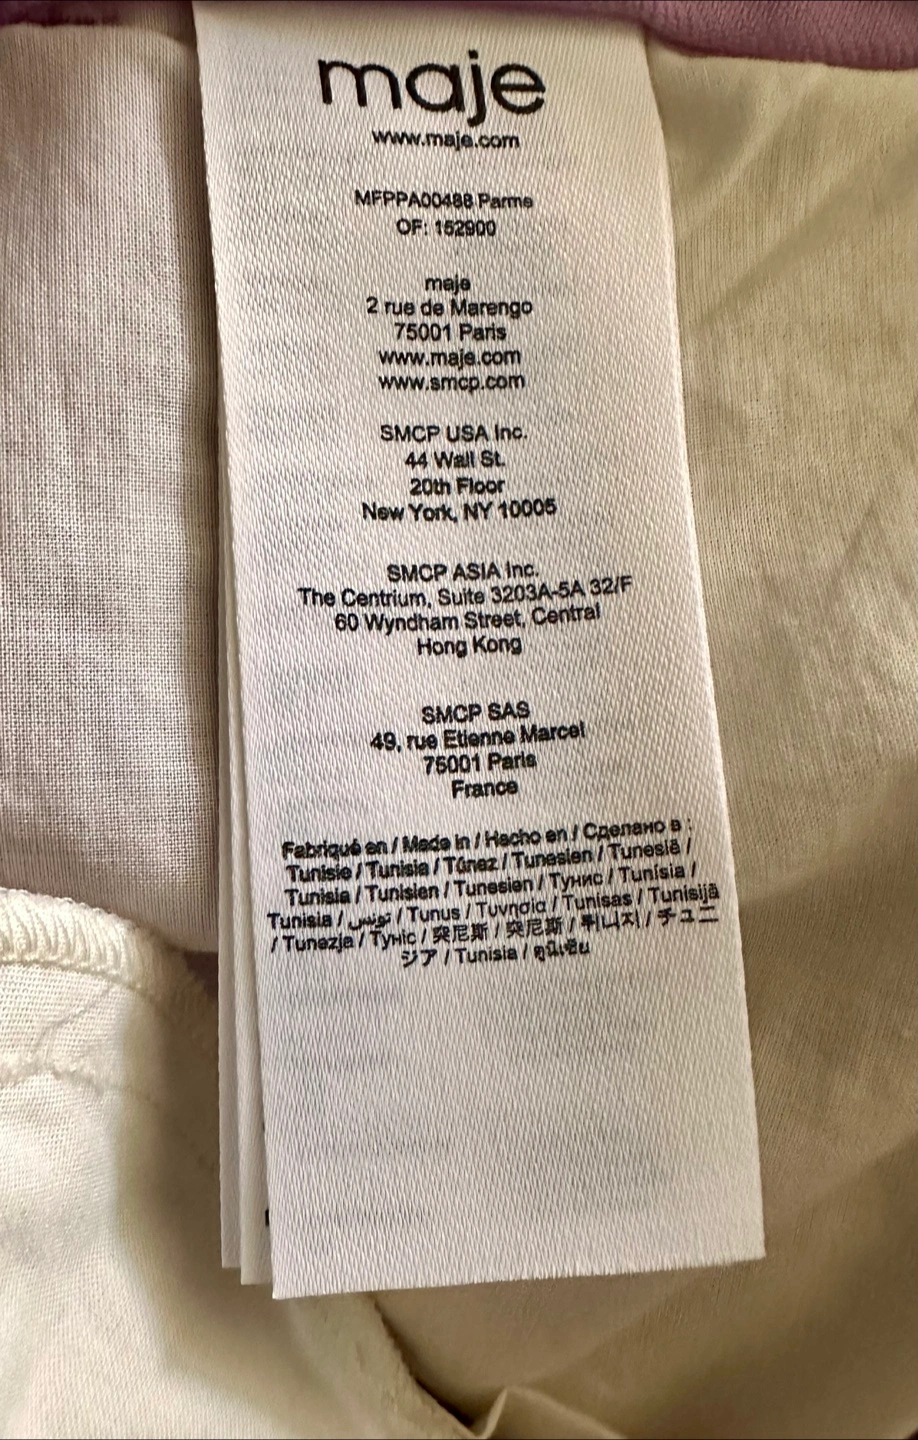 maje
www.maje.com
MFPPA00488 Parme
OF: 152900
maje
2 rue de Marengo
75001 Paris
www.maje.com
www.smcp.com
SMCP USA Inc.
44 Wall St.
20th Floor
New York, NY 10005
SMCP ASIA Inc.
The Centrium, Suite 3203A-5A 32/F
60 Wyndham Street, Central
Hong Kong
SMCP SAS
49, rue Etienne Marcel
75001 Paris
France
Fabriqué en / Made in / Hecho en / Сделано в :
Tunisie / Tunisia / Túnez / Tunesien / Tunesië /
Tunisia / Tunisien / Tunesien / Тунис / Tunísia /
Tunisia / تونس / Tunus / Τυνησία / Tunisas / Tunisijā
/ Tunezja / Туніс / 突尼斯 / 突尼斯 / 튀니지 / チュニ
ジア / Tunisia / ตูนิเซีย